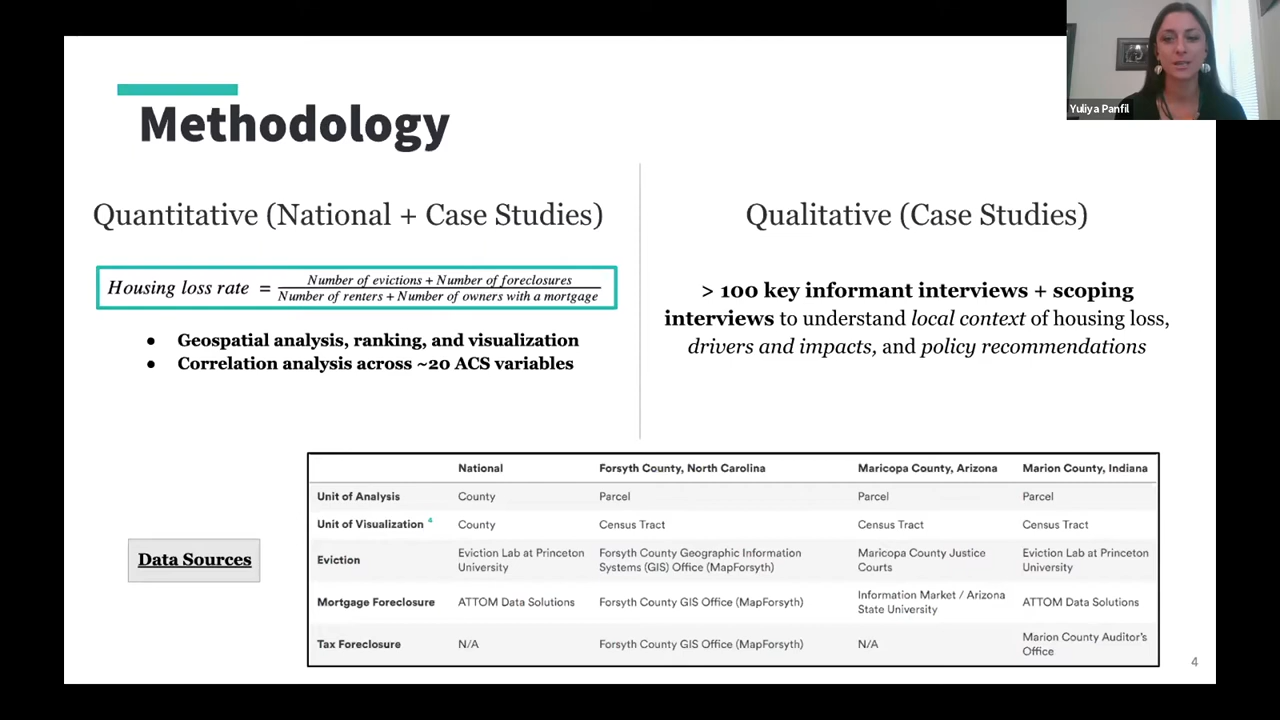 Yuliya Panfil
Methodology
Quantitative (National + Case Studies)
Housing loss rate = Number of evictions + Number of foreclosures
Number of renters + Number of owners with a mortgage
● Geospatial analysis, ranking, and visualization
● Correlation analysis across ~20 ACS variables
Qualitative (Case Studies)
> 100 key informant interviews + scoping
interviews to understand local context of housing loss,
drivers and impacts, and policy recommendations
Data Sources
National Forsyth County, North Carolina Maricopa County, Arizona Marion County, Indiana
Unit of Analysis County Parcel Parcel Parcel
Unit of Visualization 4 County Census Tract Census Tract Census Tract
Eviction Eviction Lab at Princeton University Forsyth County Geographic Information Systems (GIS) Office (MapForsyth) Maricopa County Justice Courts Eviction Lab at Princeton University
Mortgage Foreclosure ATTOM Data Solutions Forsyth County GIS Office (MapForsyth) Information Market / Arizona State University ATTOM Data Solutions
Tax Foreclosure N/A Forsyth County GIS Office (MapForsyth) N/A Marion County Auditor's Office
4